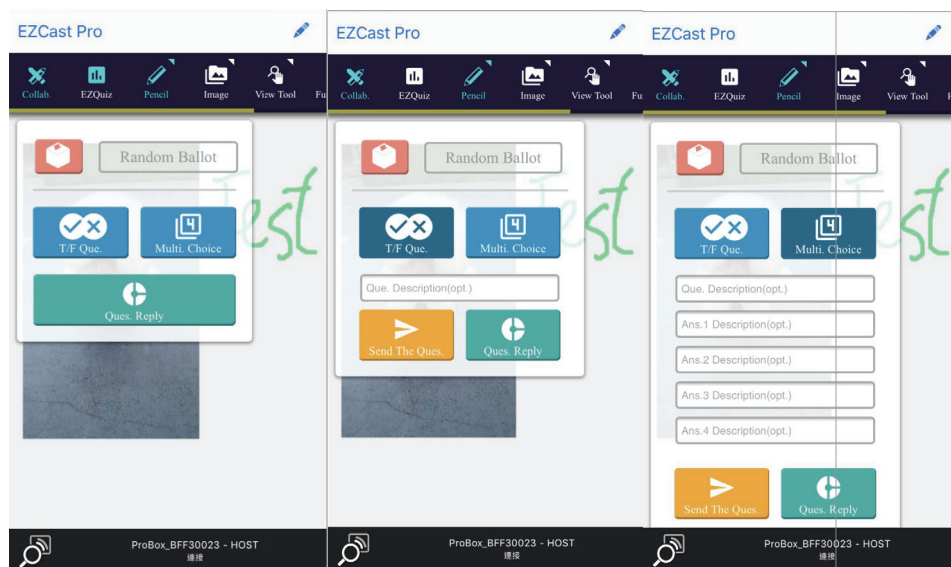 EZCast Pro
Collab. EZQuiz Pencil Image View Tool Fu
Random Ballot
Test
T/F Que. Multi. Choice
Ques. Reply
ProBox_BFF30023 - HOST
連接
EZCast Pro
Collab. EZQuiz Pencil Image View Tool Fu
Random Ballot
Test
T/F Que. Multi. Choice
Que. Description(opt.)
Send The Ques. Ques. Reply
ProBox_BFF30023 - HOST
連接
EZCast Pro
Collab. EZQuiz Pencil Image View Tool
Random Ballot
Test
T/F Que. Multi. Choice
Que. Description(opt.)
Ans.1 Description(opt.)
Ans.2 Description(opt.)
Ans.3 Description(opt.)
Ans.4 Description(opt.)
Send The Ques. Ques. Reply
ProBox_BFF30023 - HOST
連接